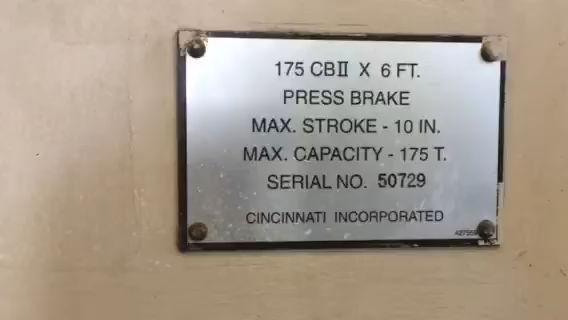 175 CBII X 6 FT.
PRESS BRAKE
MAX. STROKE - 10 IN.
MAX. CAPACITY - 175 T.
SERIAL NO. 50729
CINCINNATI INCORPORATED